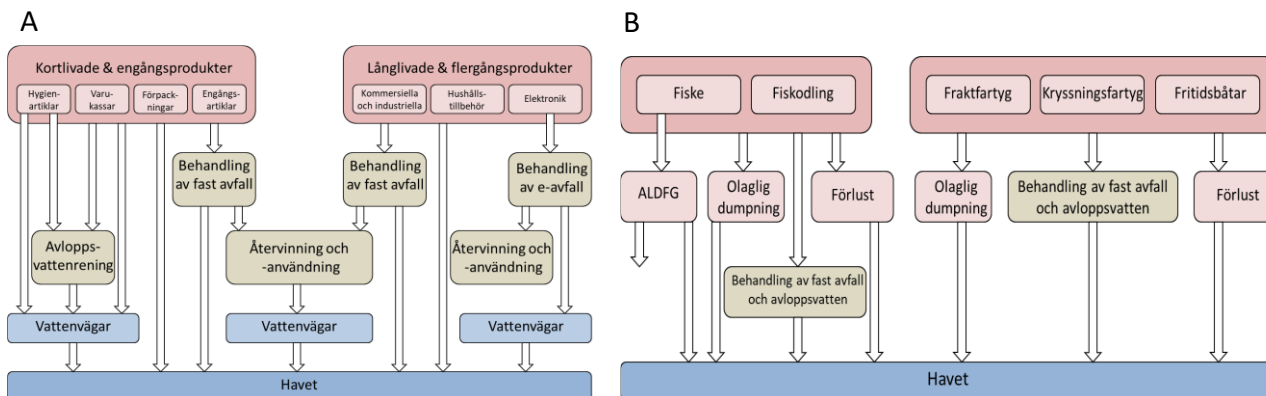 A
Kortlivade & engångsprodukter
Hygien-
artiklar
Varu-
kassar
Förpack-
ningar
Engångs-
artiklar
Långlivade & flergångsprodukter
Kommersiella
och industriella
Hushålls-
tillbehör
Elektronik
Behandling
av fast avfall
Behandling
av fast avfall
Behandling
av e-avfall
Avlopps-
vattenrening
Återvinning och
-användning
Återvinning och
-användning
Vattenvägar
Vattenvägar
Vattenvägar
Havet
B
Fiske
Fiskodling
Fraktfartyg
Kryssningsfartyg
Fritidsbåtar
ALDFG
Olaglig
dumpning
Förlust
Olaglig
dumpning
Behandling av fast avfall
och avloppsvatten
Förlust
Behandling av fast avfall
och avloppsvatten
Havet